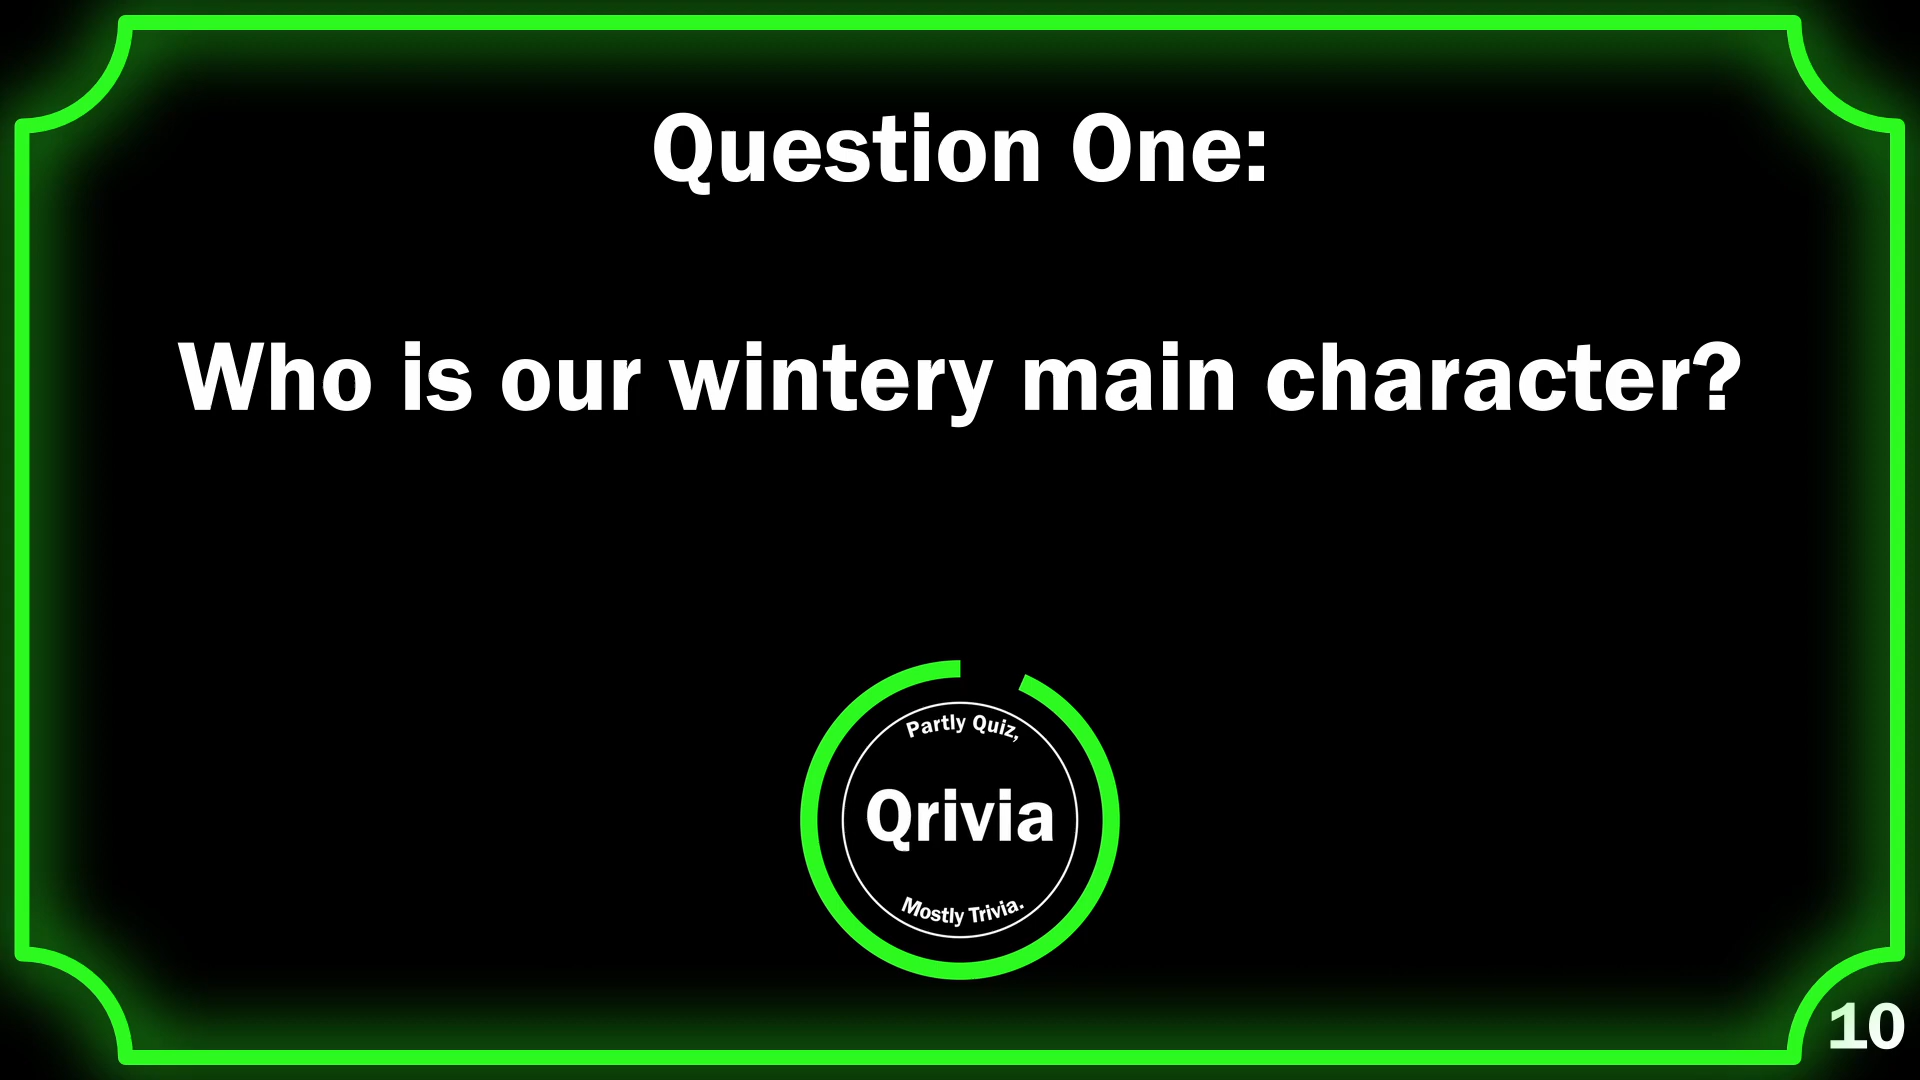 Question One:
Who is our wintery main character?
Partly Quiz,
Qrivia
Mostly Trivia.
10